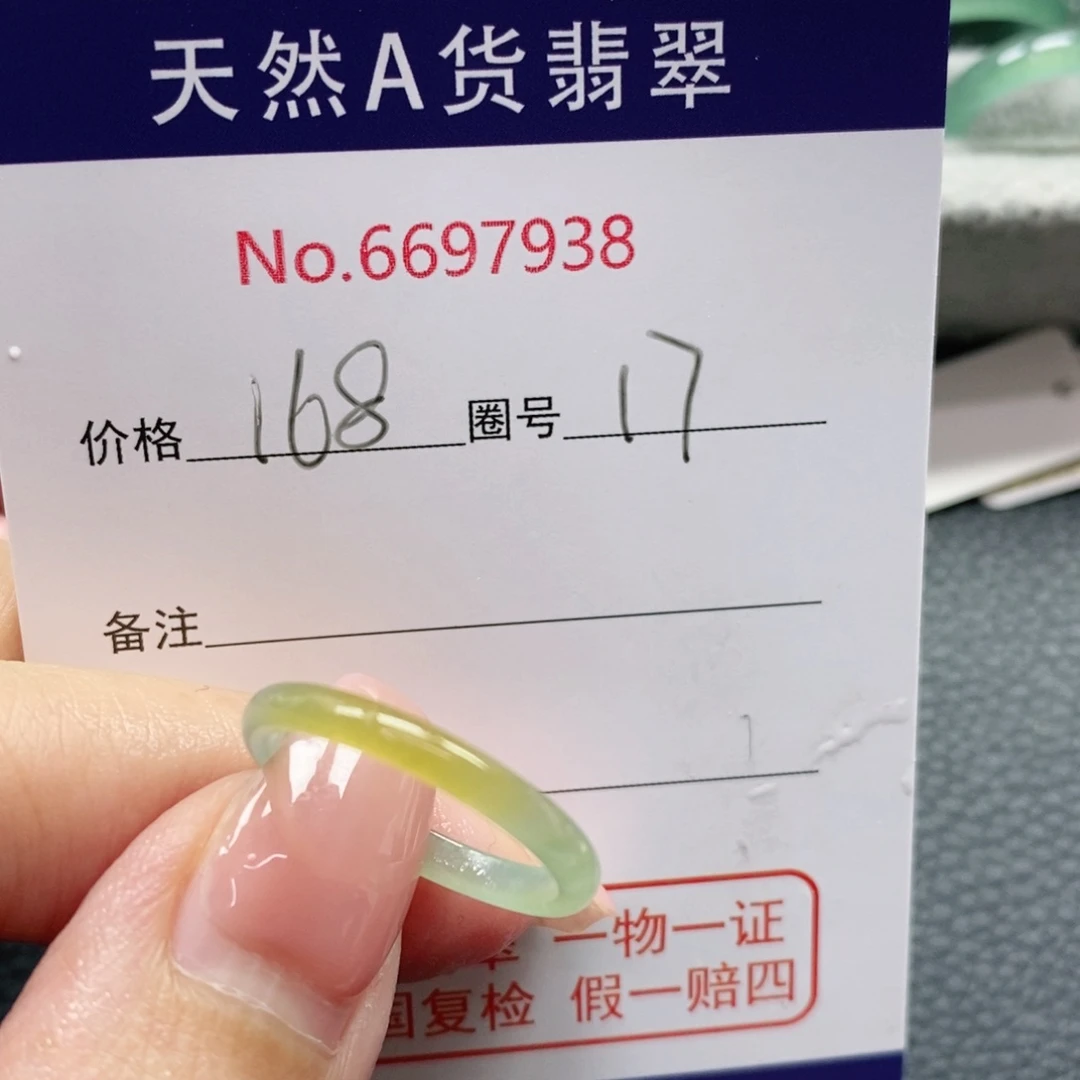 天然A货翡翠
No.6697938
价格 168 圈号 17
备注
一物一证
国复检 假一赔四